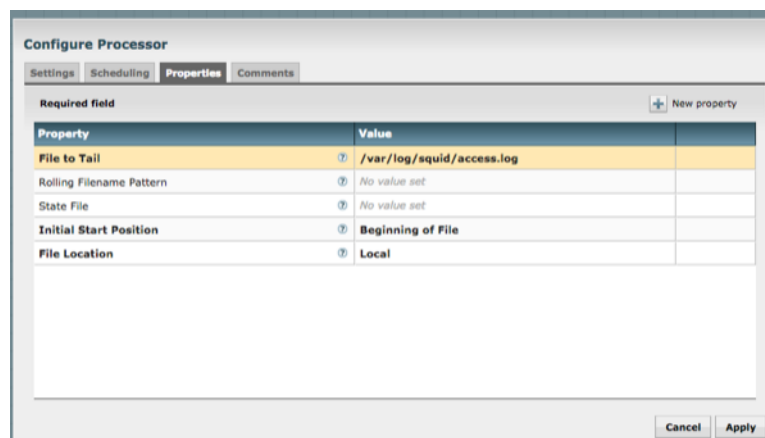 Configure Processor
Settings Scheduling Properties Comments
Required field New property
Property Value
File to Tail /var/log/squid/access.log
Rolling Filename Pattern No value set
State File No value set
Initial Start Position Beginning of File
File Location Local
Cancel Apply